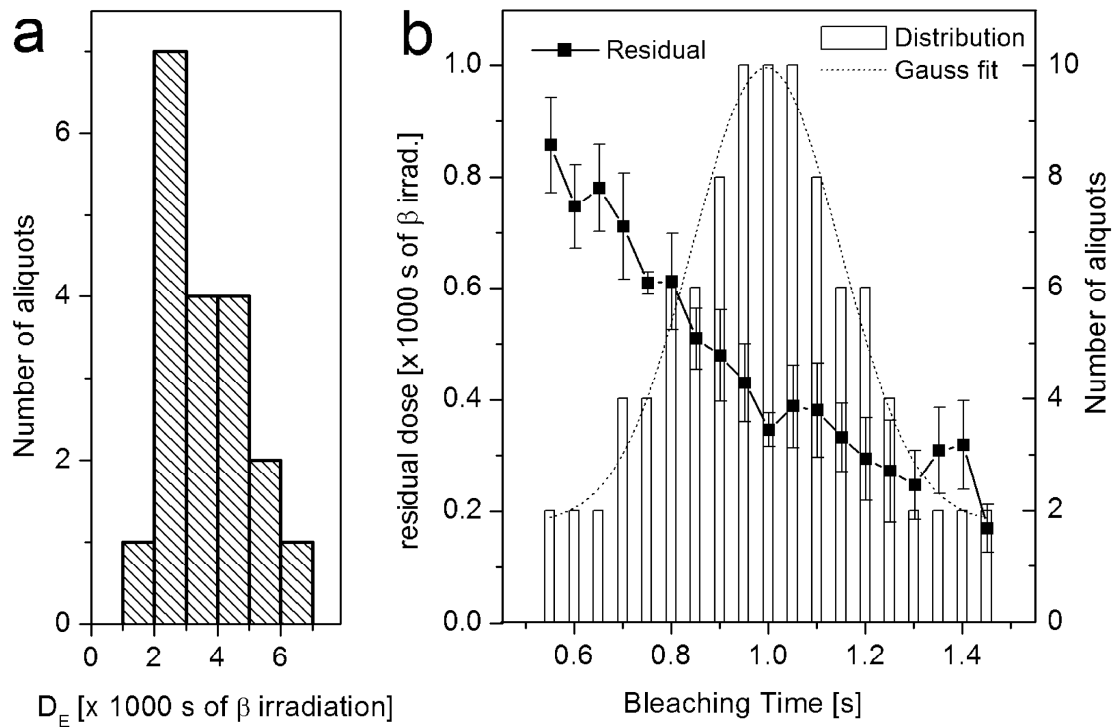 a
Number of aliquots
6
4
2
0
0 2 4 6
D_E [x 1000 s of β irradiation]
b
Residual
Distribution
Gauss fit
residual dose [x 1000 s of β irrad.]
1.0
0.8
0.6
0.4
0.2
0.0
10
8
6
4
2
0
Number of aliquots
0.6 0.8 1.0 1.2 1.4
Bleaching Time [s]